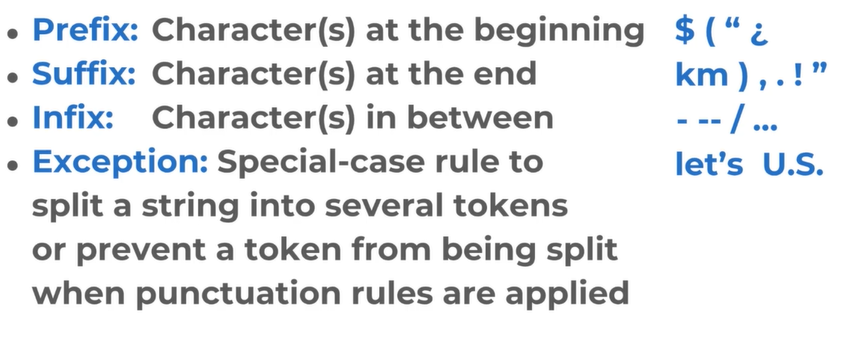 • Prefix: Character(s) at the beginning $ ( “ ¿
• Suffix: Character(s) at the end km ) , . ! ”
• Infix: Character(s) in between - -- / ...
• Exception: Special-case rule to let’s U.S.
split a string into several tokens
or prevent a token from being split
when punctuation rules are applied